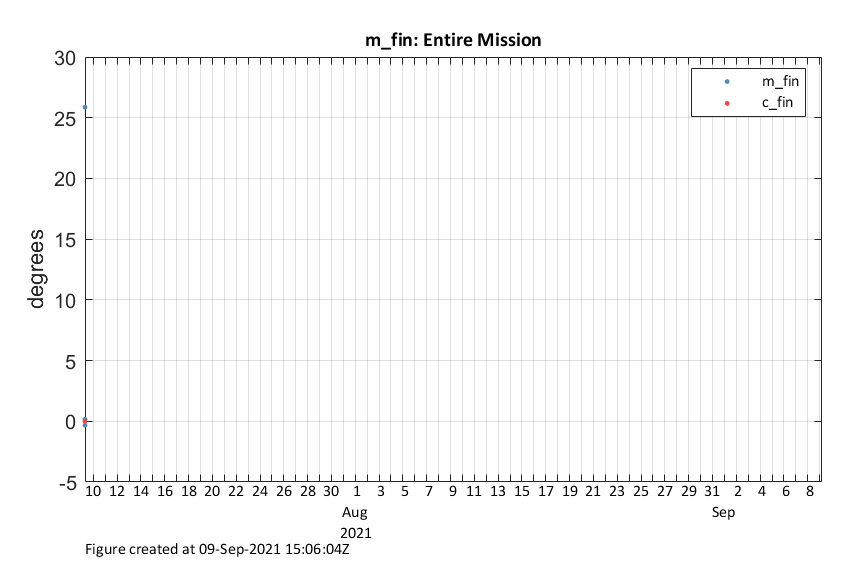 m_fin: Entire Mission
m_fin
c_fin
degrees
30
25
20
15
10
5
0
-5
10 12 14 16 18 20 22 24 26 28 30 1 3 5 7 9 11 13 15 17 19 21 23 25 27 29 31 2 4 6 8
Aug Sep
2021
Figure created at 09-Sep-2021 15:06:04Z